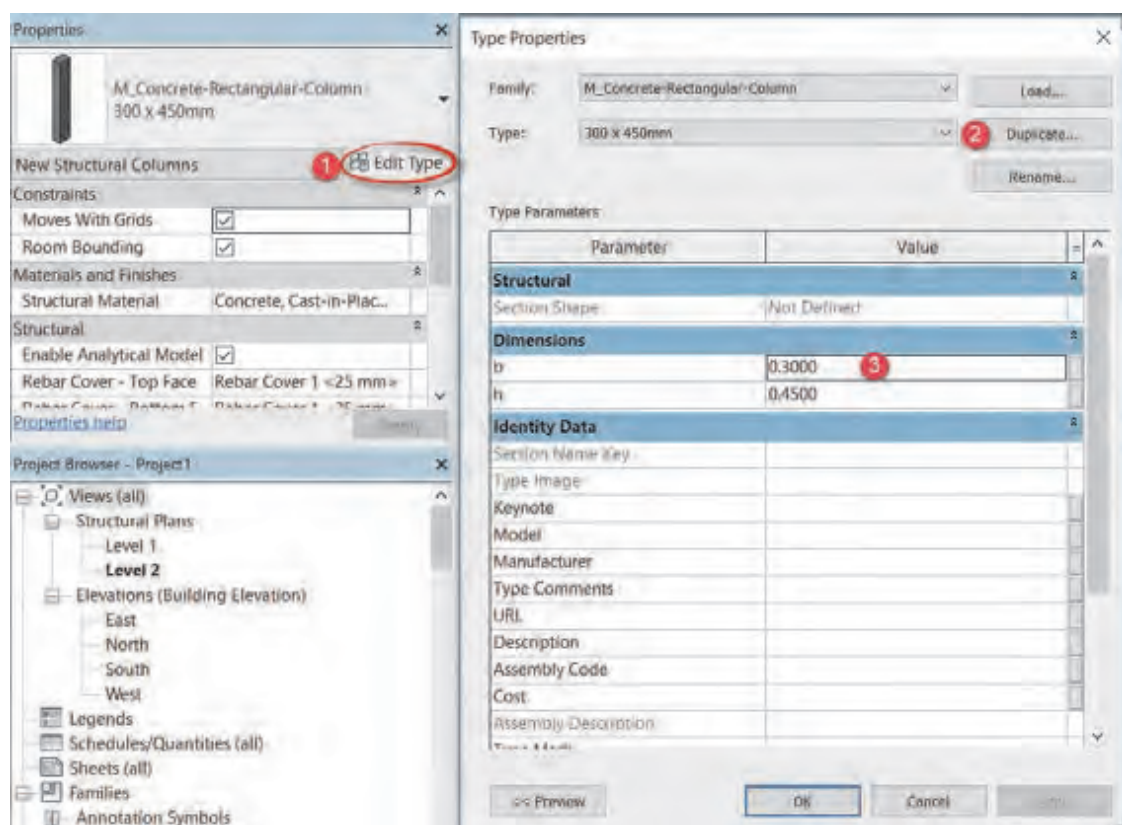 Properties
M_Concrete-Rectangular-Column
300 x 450mm
New Structural Columns
1
Edit Type
Constraints
Moves With Grids
Room Bounding
Materials and Finishes
Structural Material Concrete, Cast-in-Plac...
Structural
Enable Analytical Model
Rebar Cover - Top Face Rebar Cover 1 <25 mm>
Properties help
Project Browser - Project1
Views (all)
Structural Plans
Level 1
Level 2
Elevations (Building Elevation)
East
North
South
West
Legends
Schedules/Quantities (all)
Sheets (all)
Families
Annotation Symbols
Type Properties
Family: M_Concrete-Rectangular-Column Load...
Type: 300 x 450mm 2 Duplicate...
Rename...
Type Parameters
Parameter Value =
Structural
Section Shape Not Defined
Dimensions
b 0.3000 3
h 0.4500
Identity Data
Section Name Key
Type Image
Keynote
Model
Manufacturer
Type Comments
URL
Description
Assembly Code
Cost
Assembly Description
<< Preview OK Cancel